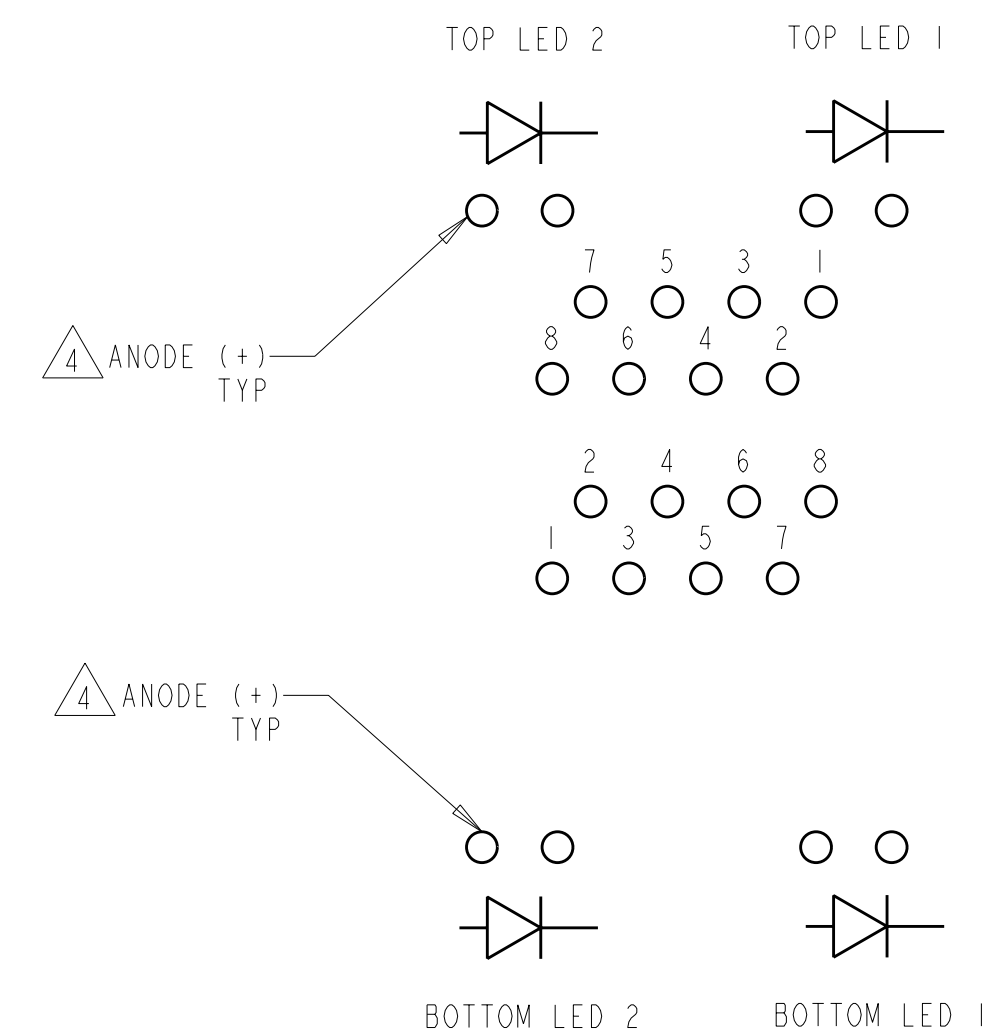 TOP LED 2 TOP LED 1
7 5 3 1
8 6 4 2
4 ANODE (+)
TYP
2 4 6 8
1 3 5 7
4 ANODE (+)
TYP
BOTTOM LED 2 BOTTOM LED 1